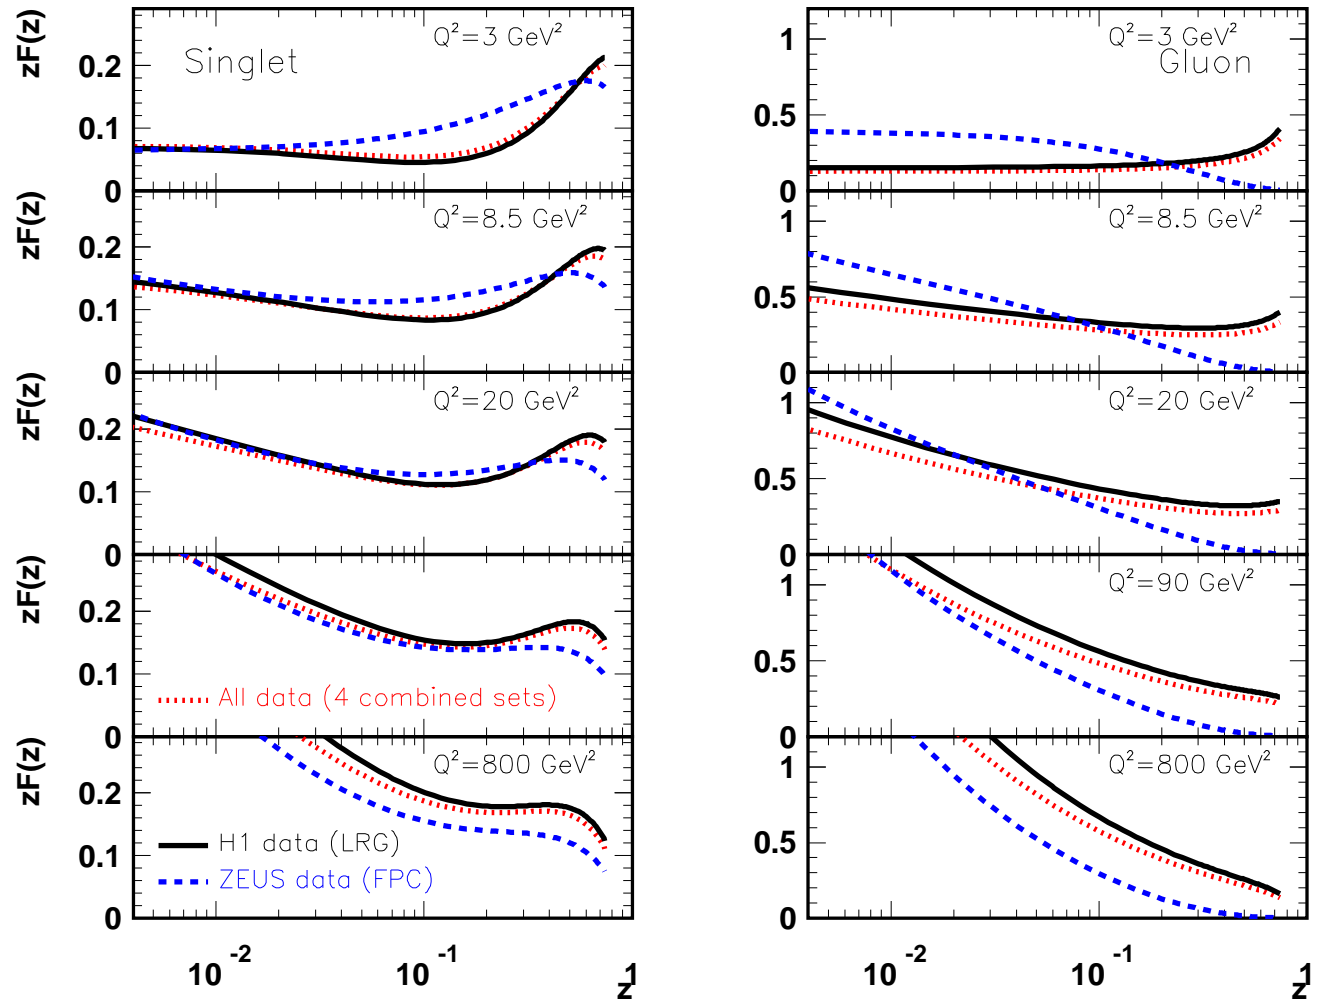 zF(z)
0.2
0.1
0
Singlet
Q²=3 GeV²
1
0.5
0
Q²=3 GeV²
Gluon
zF(z)
0.2
0.1
0
Q²=8.5 GeV²
1
0.5
0
Q²=8.5 GeV²
zF(z)
0.2
0.1
0
Q²=20 GeV²
1
0.5
0
Q²=20 GeV²
zF(z)
0.2
0.1
0
All data (4 combined sets)
1
0.5
0
Q²=90 GeV²
zF(z)
0.2
0.1
0
Q²=800 GeV²
H1 data (LRG)
ZEUS data (FPC)
1
0.5
0
Q²=800 GeV²
10⁻² 10⁻¹ 1
z
10⁻² 10⁻¹ 1
z